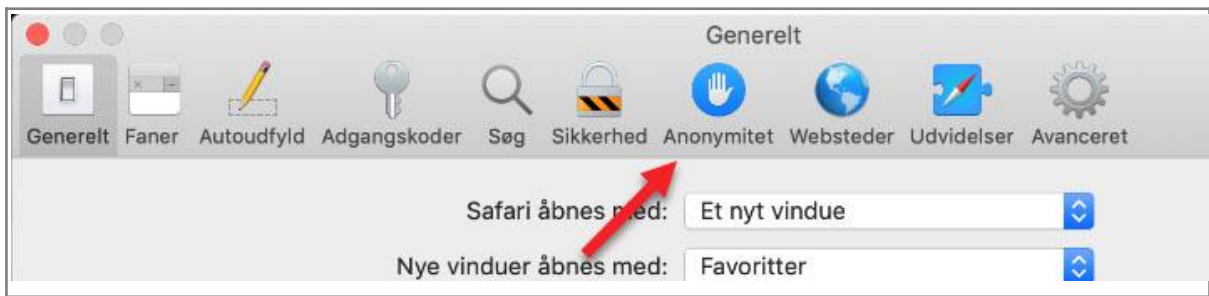 Generelt
Generelt Faner Autoudfyld Adgangskoder Søg Sikkerhed Anonymitet Websteder Udvidelser Avanceret
Safari åbnes med: Et nyt vindue
Nye vinduer åbnes med: Favoritter